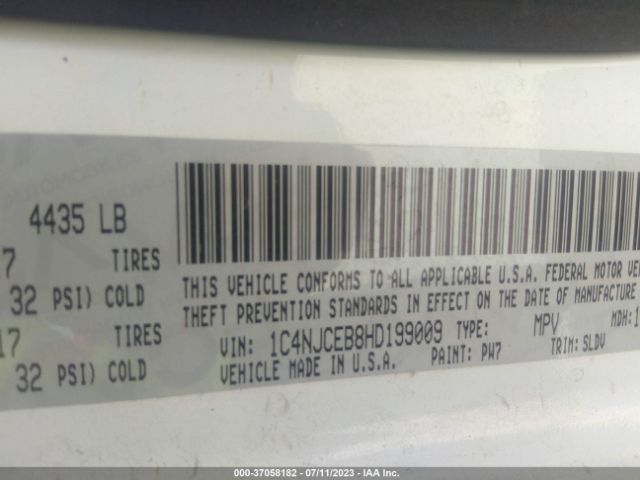 4435 LB
7 TIRES
32 PSI) COLD
17 TIRES
32 PSI) COLD
THIS VEHICLE CONFORMS TO ALL APPLICABLE U.S.A. FEDERAL MOTOR VE
THEFT PREVENTION STANDARDS IN EFFECT ON THE DATE OF MANUFACTURE
VIN: 1C4NJCEB8HD199009 TYPE: MPV MDH:1
VEHICLE MADE IN U.S.A. PAINT: PW7 TRIM: SLDV
000-37058182 - 07/11/2023 - IAA Inc.